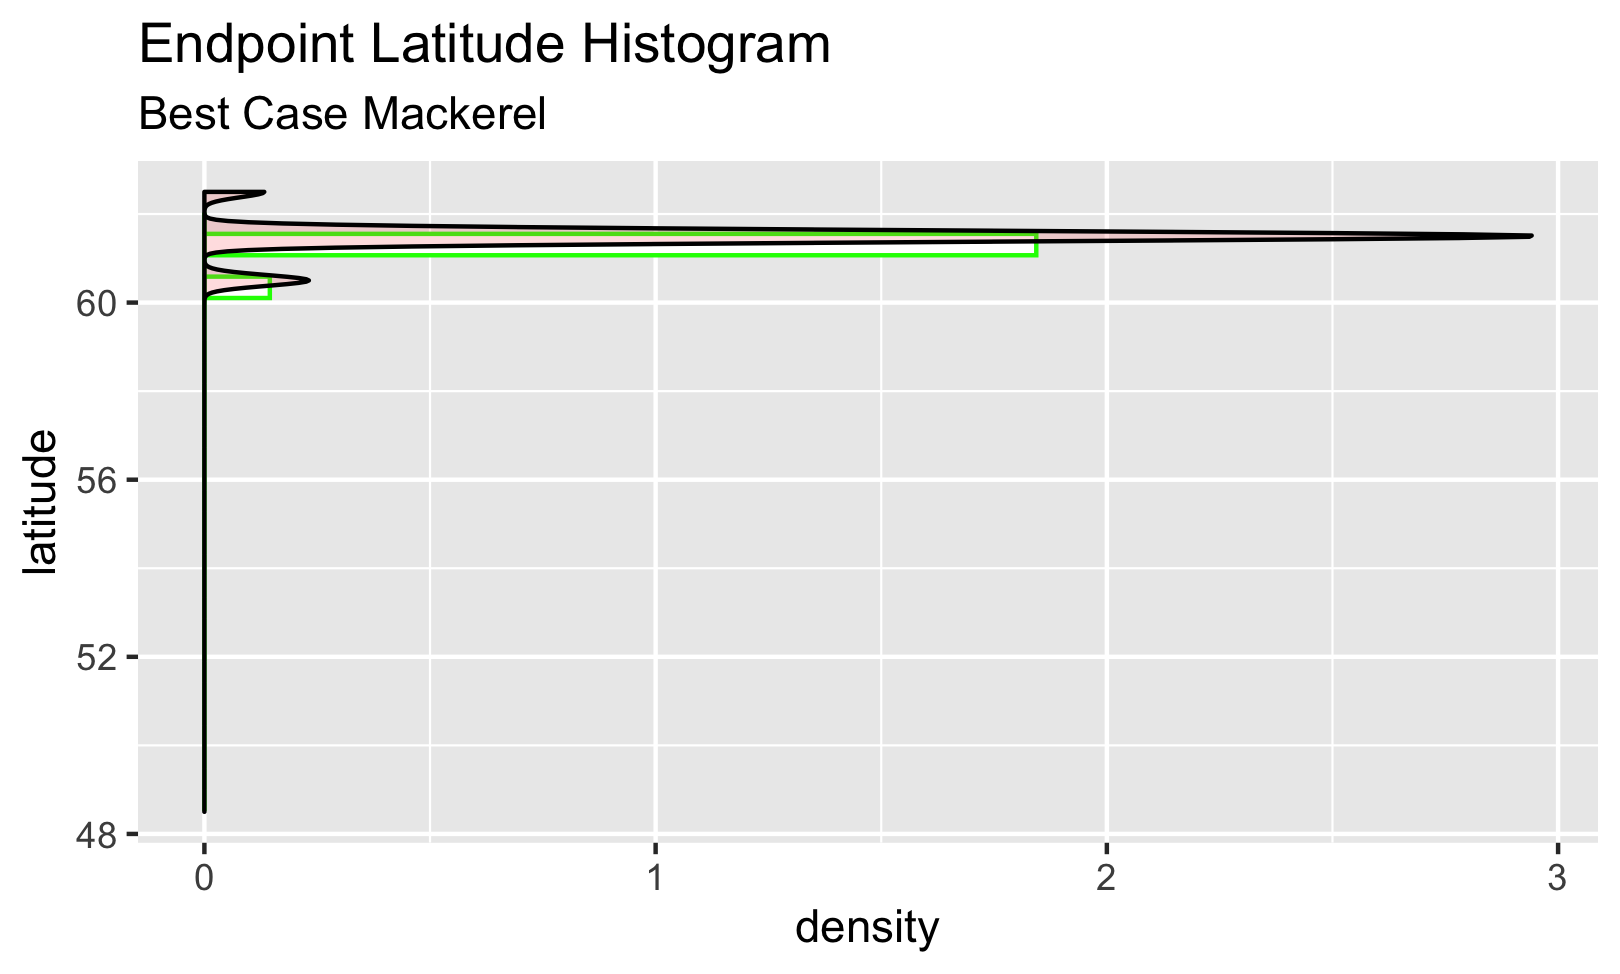 Endpoint Latitude Histogram
Best Case Mackerel
60
56
52
48
latitude
0 1 2 3
density